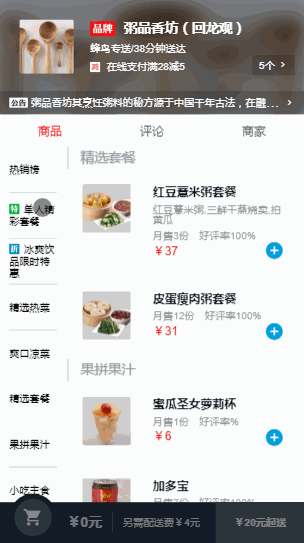 品牌 粥品香坊（回龙观）
蜂鸟专送/38分钟送达
减 在线支付满28减5
5个 >
公告 粥品香坊其烹饪粥料的秘方源于中国千年古法，在融... >
商品 评论 商家
热销榜
特 单人精彩套餐
折 冰爽饮品限时特惠
精选热菜
爽口凉菜
精选套餐
果拼果汁
小吃主食
精选套餐
红豆薏米粥套餐
红豆薏米粥,三鲜干蒸烧卖,拍黄瓜
月售3份 好评率100%
￥37
皮蛋瘦肉粥套餐
月售12份 好评率100%
￥31
果拼果汁
蜜瓜圣女萝莉杯
月售1份 好评率%
￥6
加多宝
月售7份 好评率100%
￥0元
另需配送费￥4元
￥20元起送